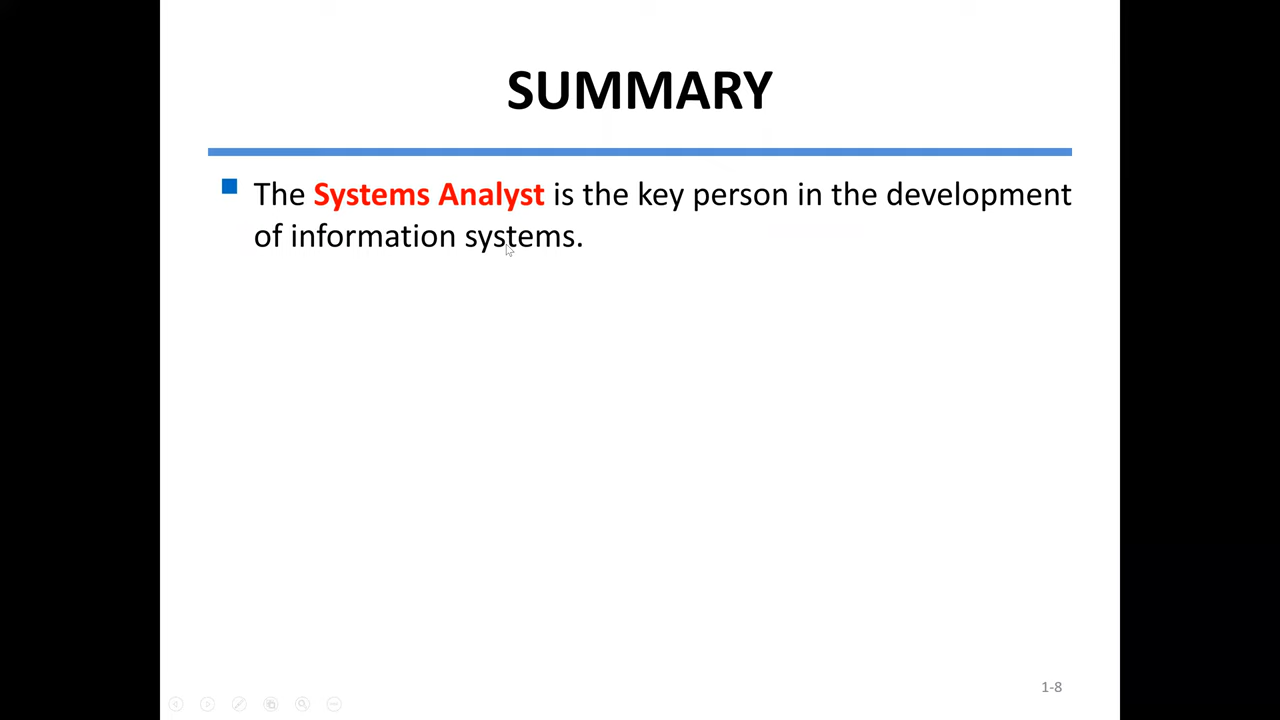 SUMMARY
The Systems Analyst is the key person in the development
of information systems.
1-8